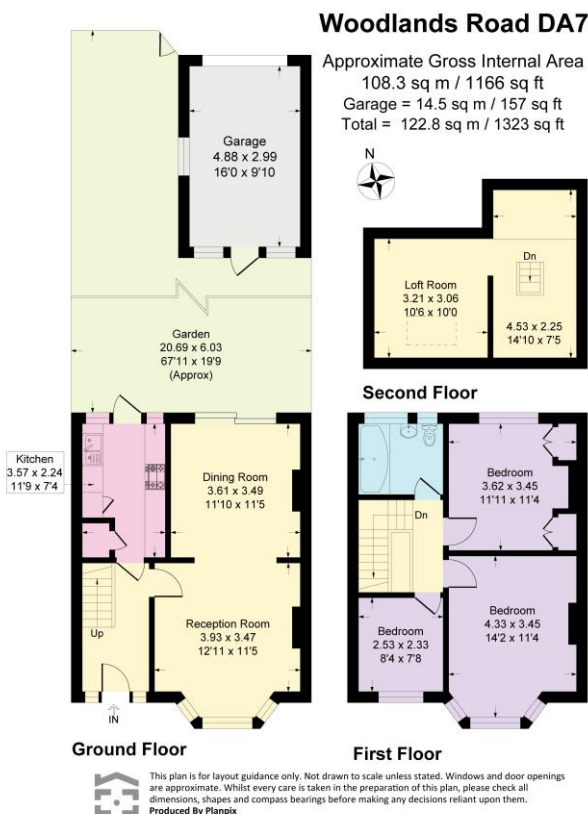 Woodlands Road DA7
Approximate Gross Internal Area
108.3 sq m / 1166 sq ft
Garage = 14.5 sq m / 157 sq ft
Total = 122.8 sq m / 1323 sq ft
N
Garage
4.88 x 2.99
16'0 x 9'10
Garden
20.69 x 6.03
67'11 x 19'9
(Approx)
Kitchen
3.57 x 2.24
11'9 x 7'4
Dining Room
3.61 x 3.49
11'10 x 11'5
Reception Room
3.93 x 3.47
12'11 x 11'5
Up
IN
Ground Floor
Loft Room
3.21 x 3.06
10'6 x 10'0
Dn
4.53 x 2.25
14'10 x 7'5
Second Floor
Bedroom
3.62 x 3.45
11'11 x 11'4
Dn
Bedroom
4.33 x 3.45
14'2 x 11'4
Bedroom
2.53 x 2.33
8'4 x 7'8
First Floor
This plan is for layout guidance only. Not drawn to scale unless stated. Windows and door openings
are approximate. Whilst every care is taken in the preparation of this plan, please check all
dimensions, shapes and compass bearings before making any decisions reliant upon them.
Produced By Planpix